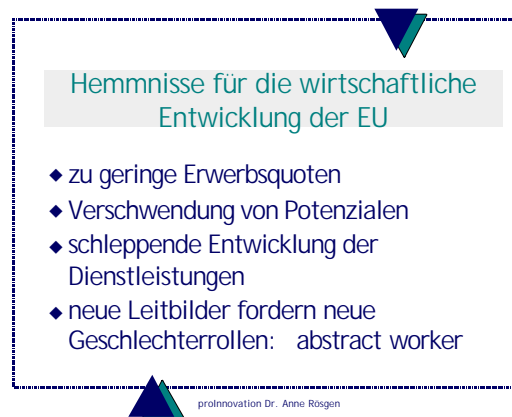 Hemmnisse für die wirtschaftliche
Entwicklung der EU
zu geringe Erwerbsquoten
Verschwendung von Potenzialen
schleppende Entwicklung der
Dienstleistungen
neue Leitbilder fordern neue
Geschlechterrollen: abstract worker
proInnovation Dr. Anne Rösgen